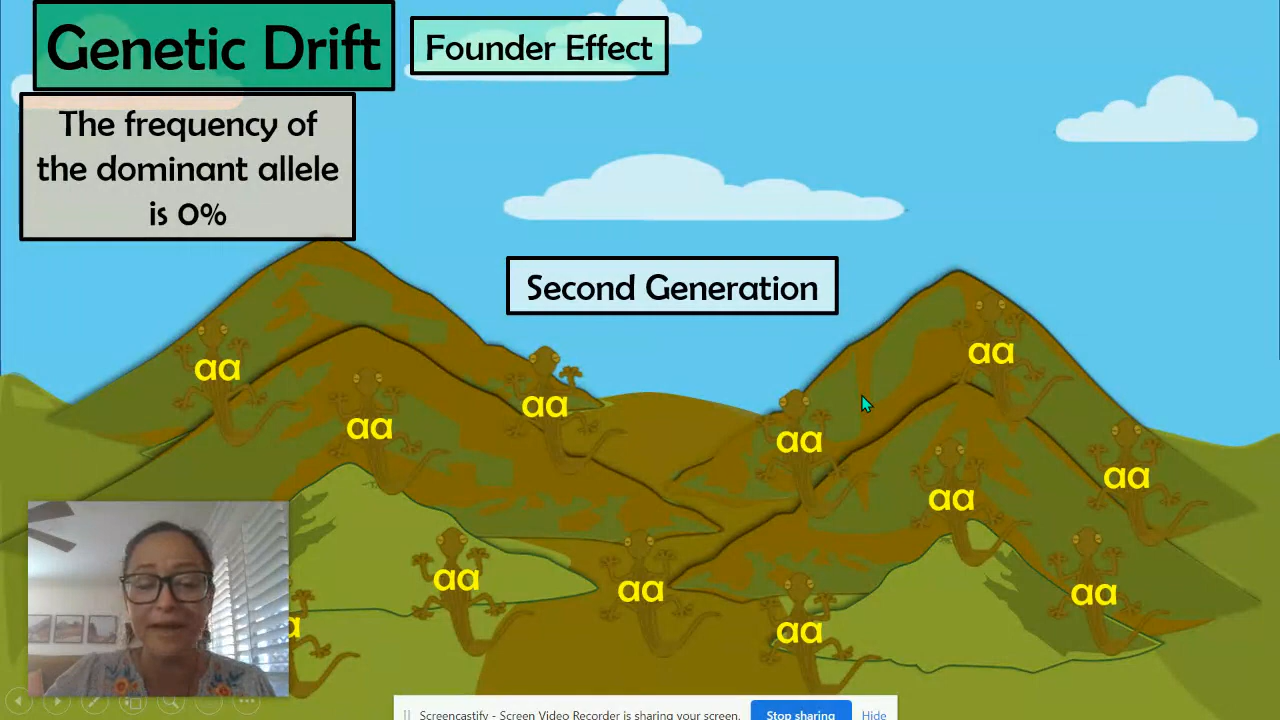 Genetic Drift
Founder Effect
The frequency of
the dominant allele
is 0%
Second Generation
aa
aa
aa
aa
aa
aa
aa
aa
aa
aa
aa
a
Screencastify - Screen Video Recorder is sharing your screen.
Stop sharing
Hide